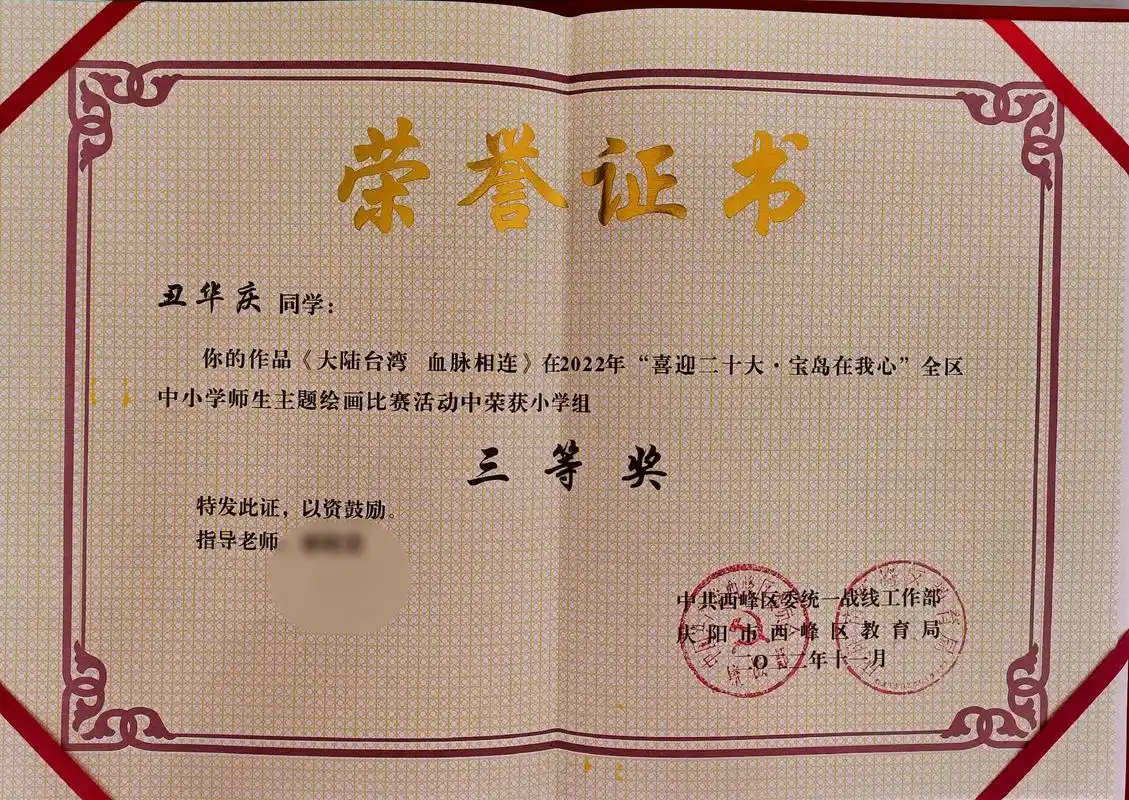 荣誉证书
丑华庆 同学：
你的作品《大陆台湾 血脉相连》在2022年“喜迎二十大·宝岛在我心”全区
中小学师生主题绘画比赛活动中荣获小学组
三等奖
特发此证，以资鼓励。
指导老师
中共西峰区委统一战线工作部
庆阳市西峰区教育局
二〇二二年十一月